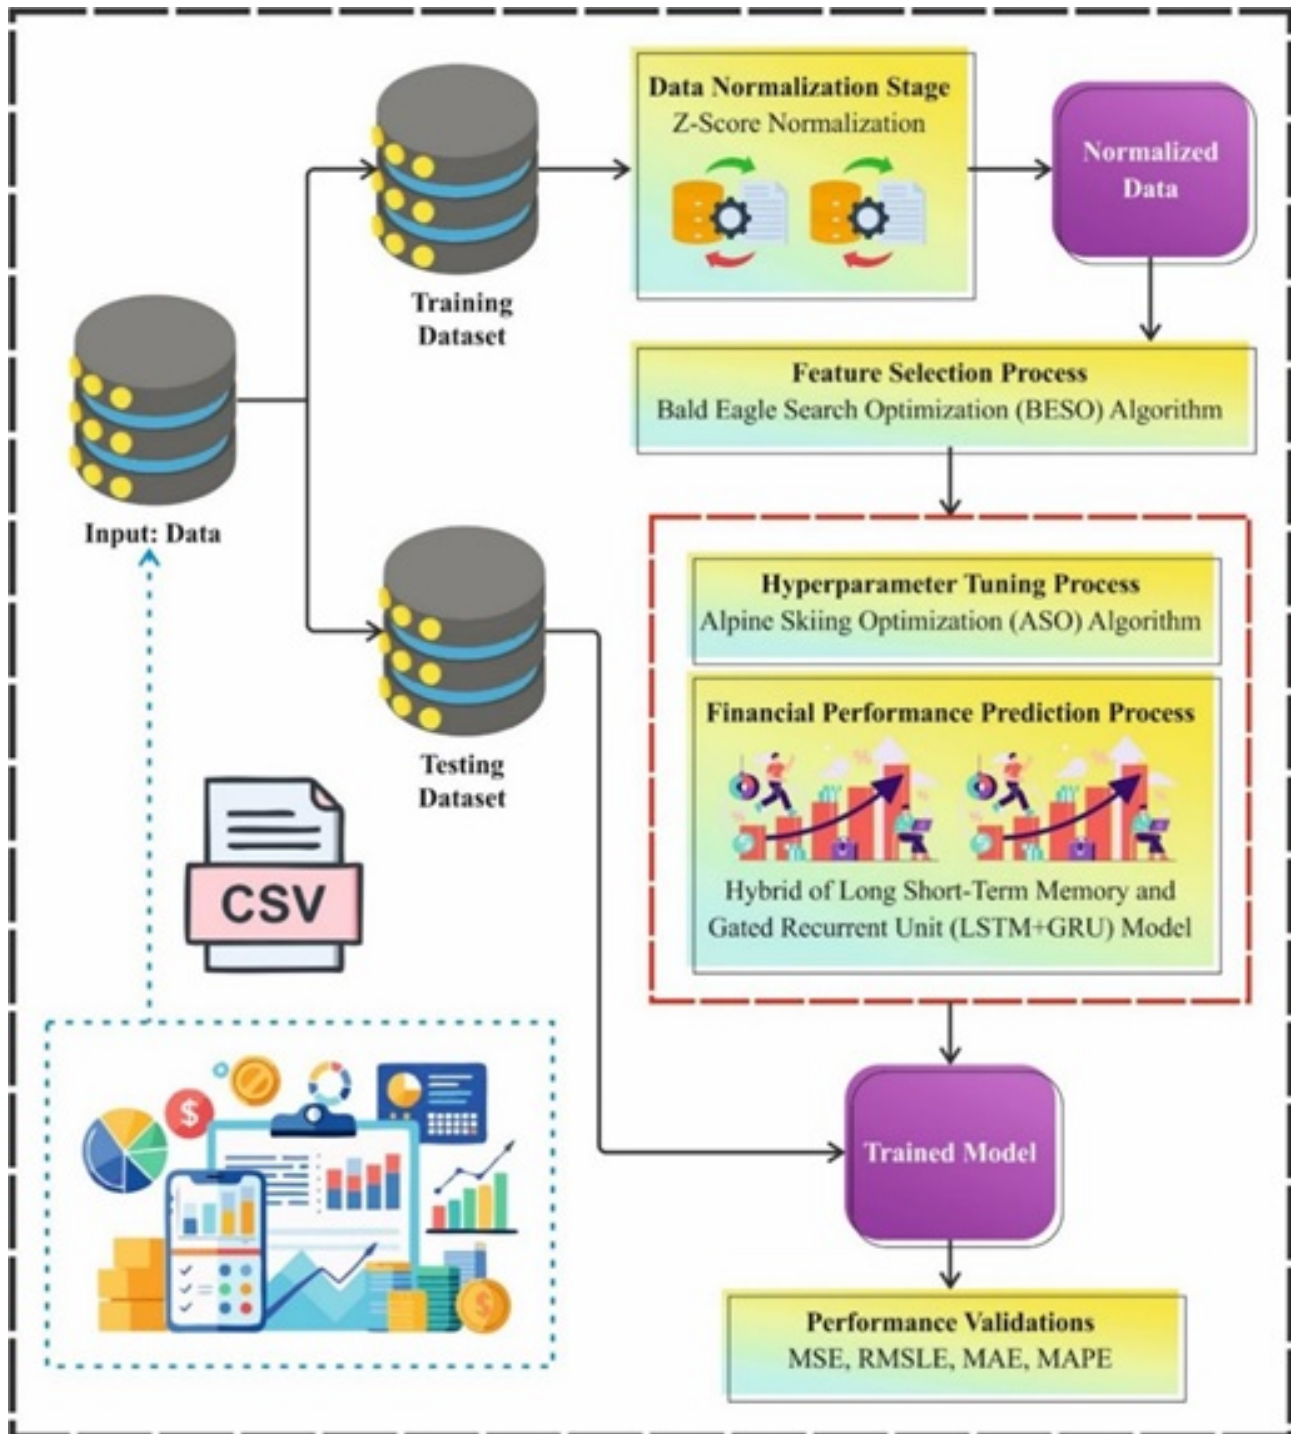 Data Normalization Stage
Z-Score Normalization
Normalized
Data
Training
Dataset
Feature Selection Process
Bald Eagle Search Optimization (BESO) Algorithm
Input: Data
Hyperparameter Tuning Process
Alpine Skiing Optimization (ASO) Algorithm
Financial Performance Prediction Process
Testing
Dataset
Hybrid of Long Short-Term Memory and
Gated Recurrent Unit (LSTM+GRU) Model
CSV
$
Trained Model
$
Performance Validations
MSE, RMSLE, MAE, MAPE